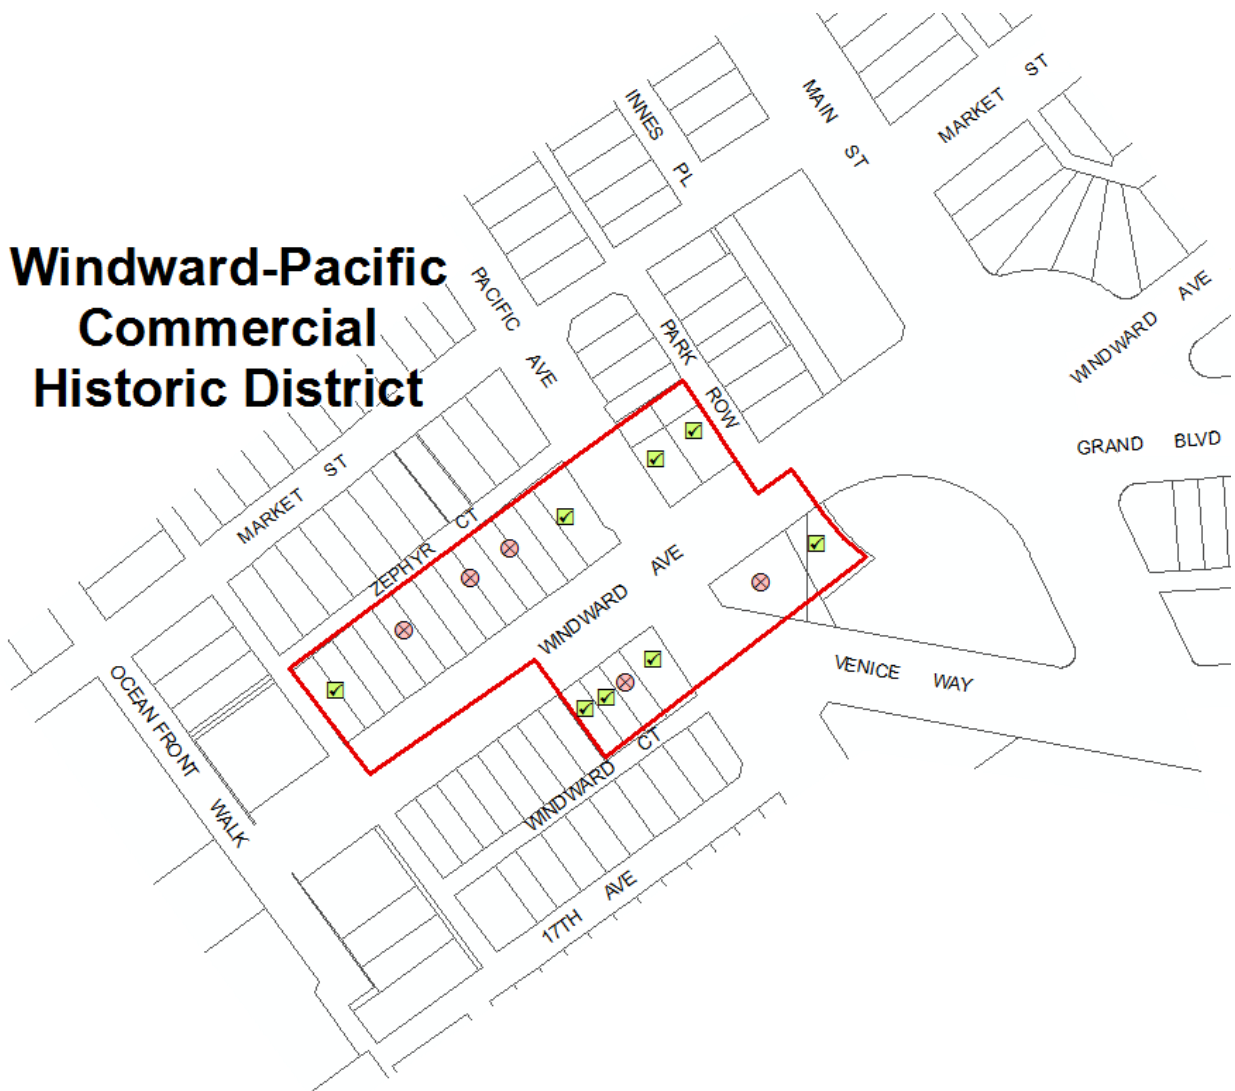 INNES PL
MAIN ST
MARKET ST
Windward-Pacific
Commercial
Historic District
PACIFIC AVE
WINDWARD AVE
PARK ROW
GRAND BLVD
MARKET ST
ZEPHYR CT
WINDWARD AVE
VENICE WAY
OCEAN FRONT WALK
WINDWARD CT
17TH AVE